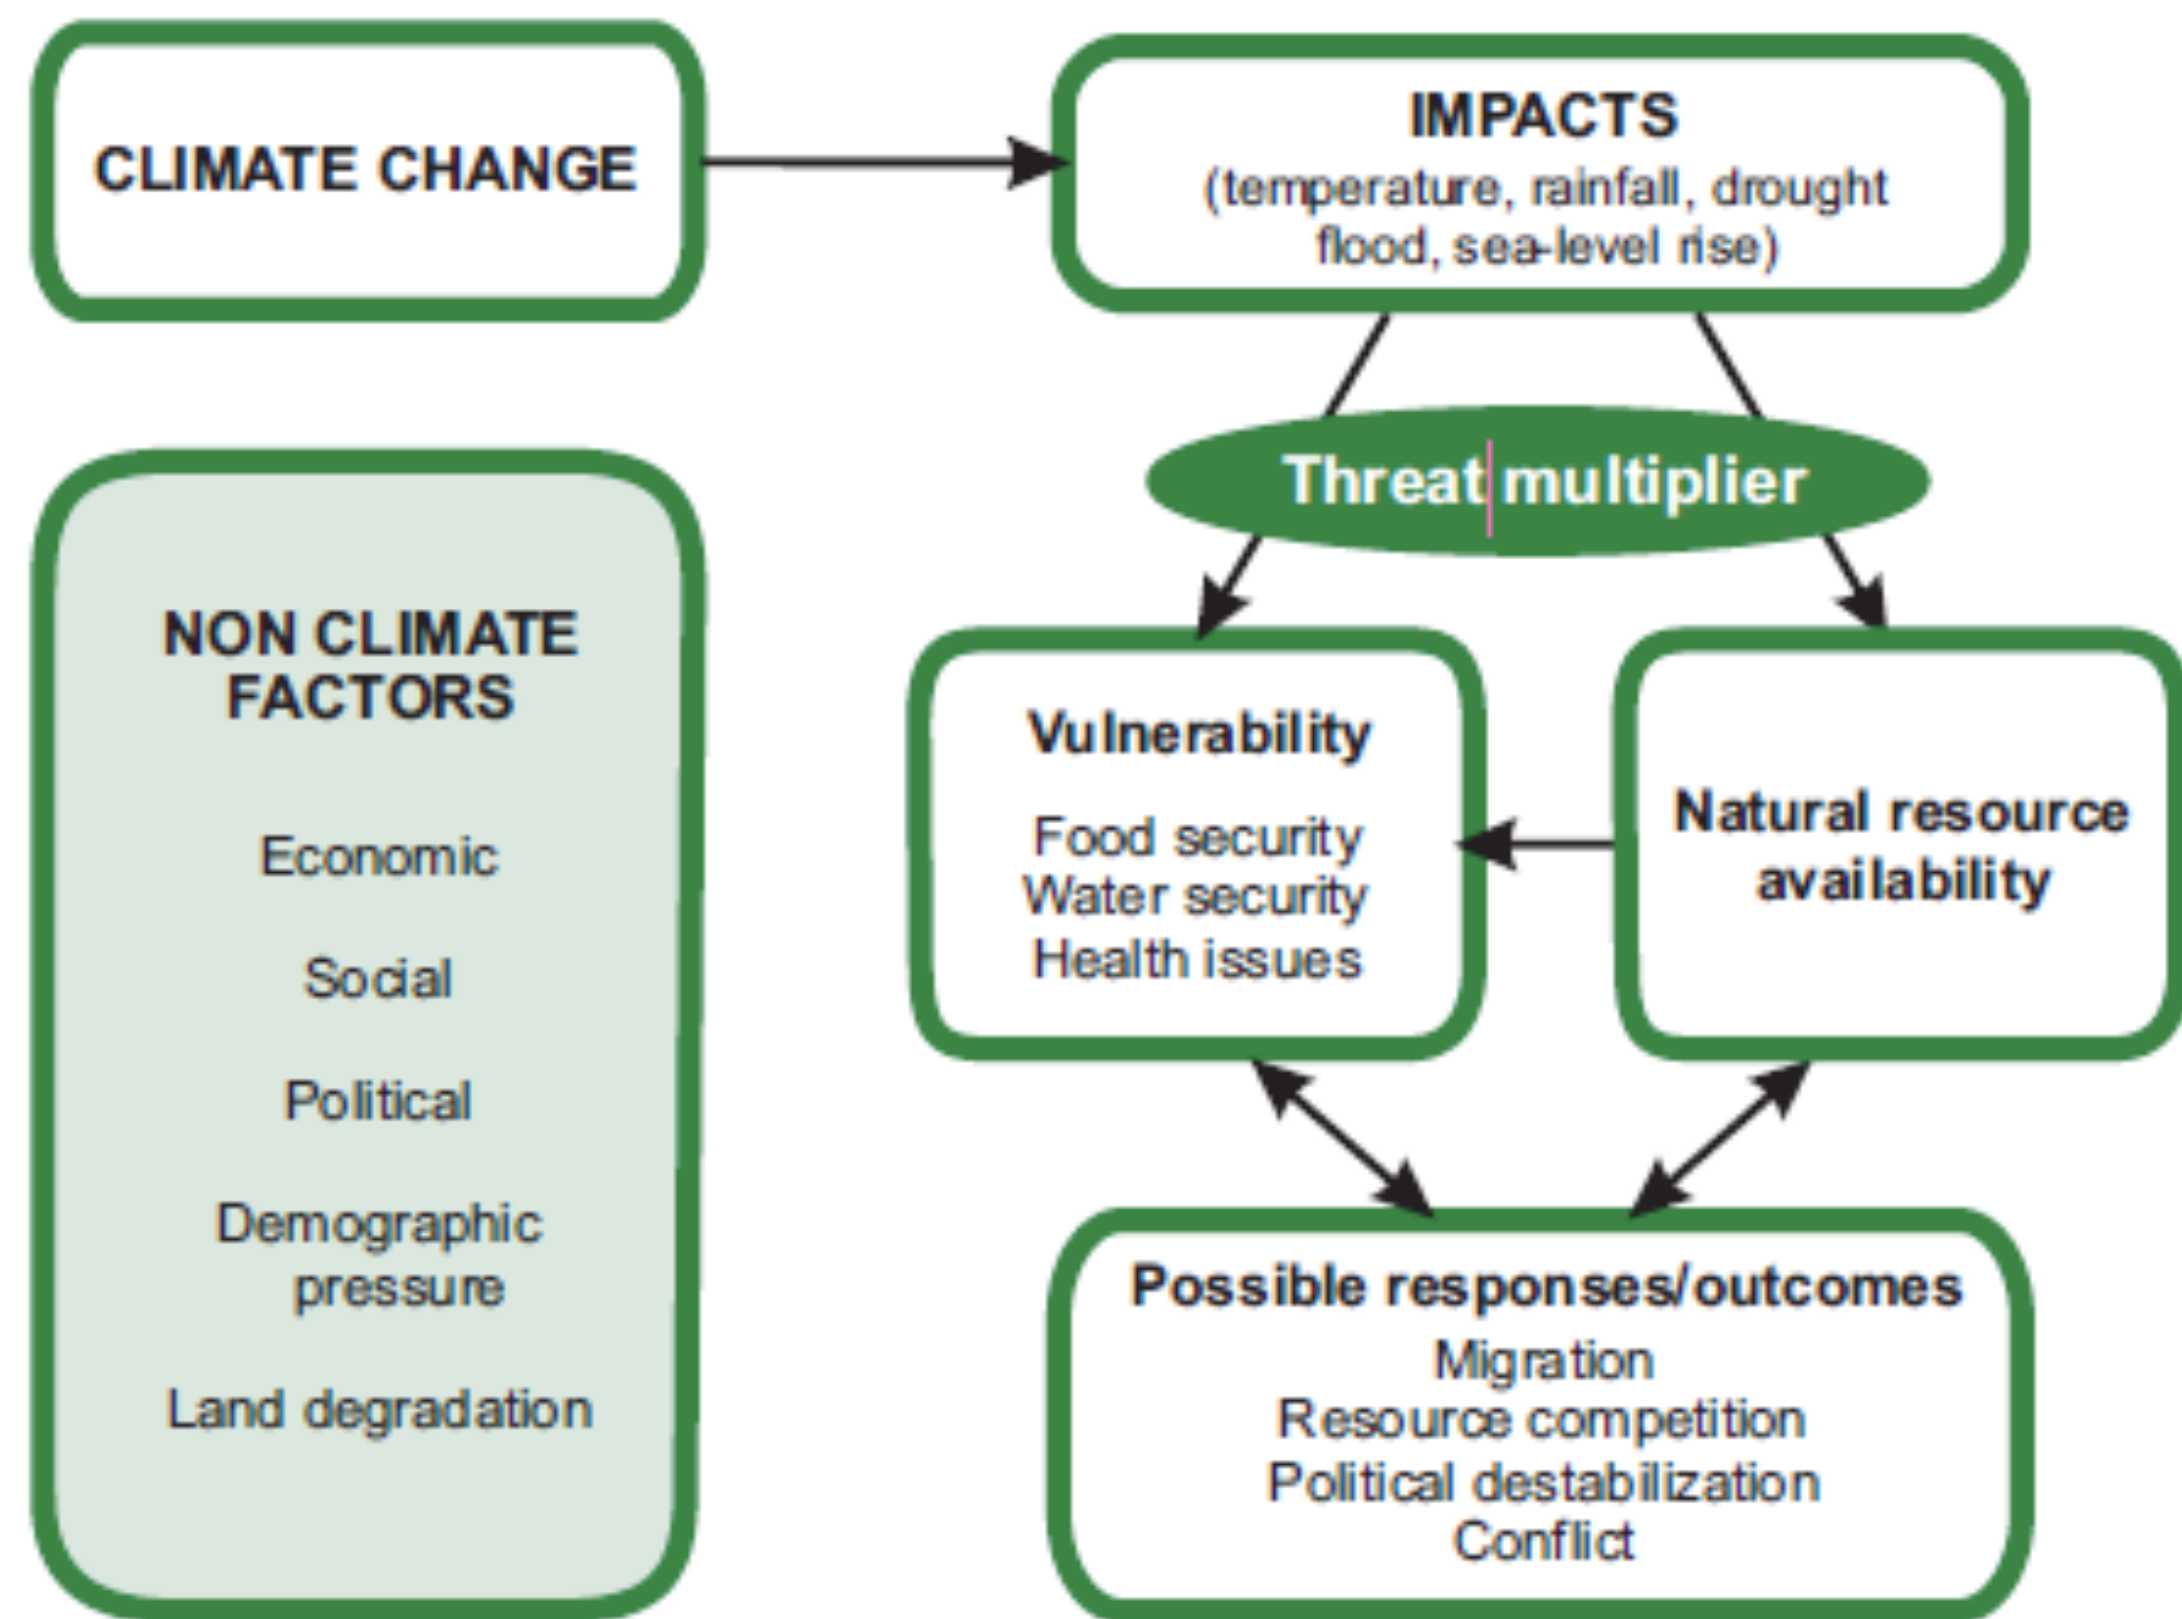 CLIMATE CHANGE
IMPACTS
(temperature, rainfall, drought
flood, sea-level rise)
Threat multiplier
NON CLIMATE
FACTORS
Economic
Social
Political
Demographic
pressure
Land degradation
Vulnerability
Food security
Water security
Health issues
Natural resource
availability
Possible responses/outcomes
Migration
Resource competition
Political destabilization
Conflict